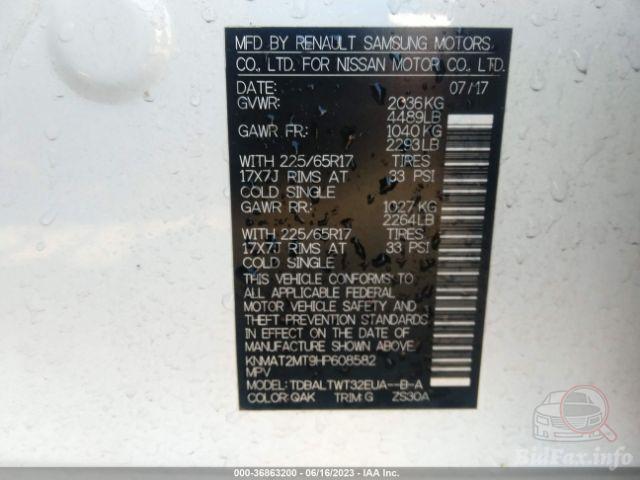 MFD BY RENAULT SAMSUNG MOTORS
CO., LTD. FOR NISSAN MOTOR CO., LTD.
DATE: 07/17
GVWR: 2036KG
4489LB
GAWR FR: 1040KG
2293LB
WITH 225/65R17 TIRES
17X7J RIMS AT 33 PSI
COLD SINGLE
GAWR RR: 1027KG
2264LB
WITH 225/65R17 TIRES
17X7J RIMS AT 33 PSI
COLD SINGLE
THIS VEHICLE CONFORMS TO
ALL APPLICABLE FEDERAL
MOTOR VEHICLE SAFETY AND
THEFT PREVENTION STANDARDS
IN EFFECT ON THE DATE OF
MANUFACTURE SHOWN ABOVE.
KNMAT2MT9HP608582
MPV
MODEL: TDBALTWT32EUA--D-A
COLOR: QAK TRIM: G ZS30A
BidFax.info
000-36863200 - 06/16/2023 - IAA Inc.